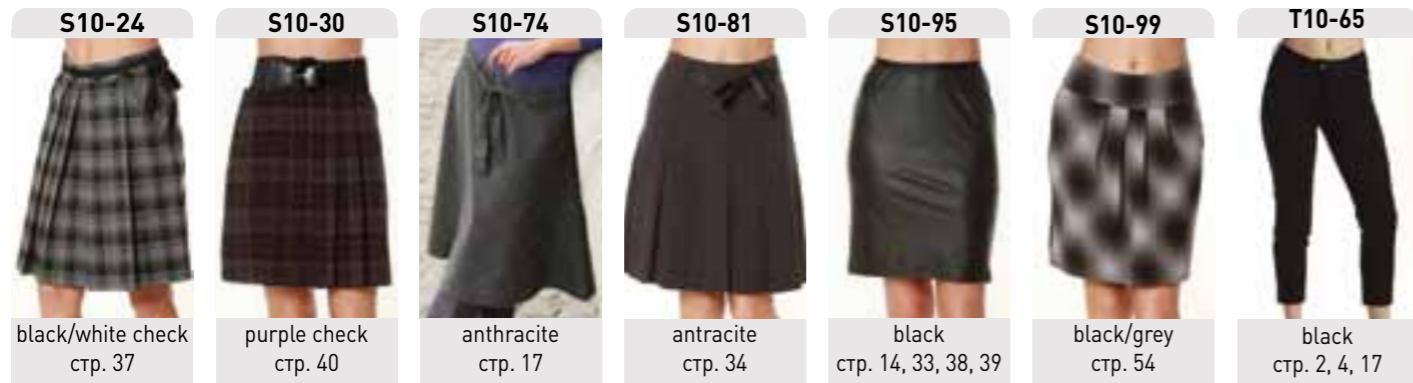 S10-24
black/white check
стр. 37
S10-30
purple check
стр. 40
S10-74
anthracite
стр. 17
S10-81
antracite
стр. 34
S10-95
black
стр. 14, 33, 38, 39
S10-99
black/grey
стр. 54
T10-65
black
стр. 2, 4, 17